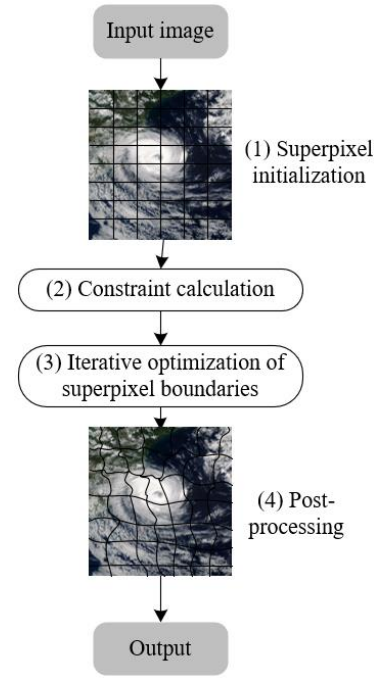 Input image
(1) Superpixel
initialization
(2) Constraint calculation
(3) Iterative optimization of
superpixel boundaries
(4) Post-
processing
Output